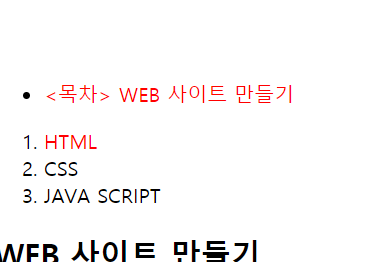 • <목차> WEB 사이트 만들기
1. HTML
2. CSS
3. JAVA SCRIPT
WEB 사이트 만들기